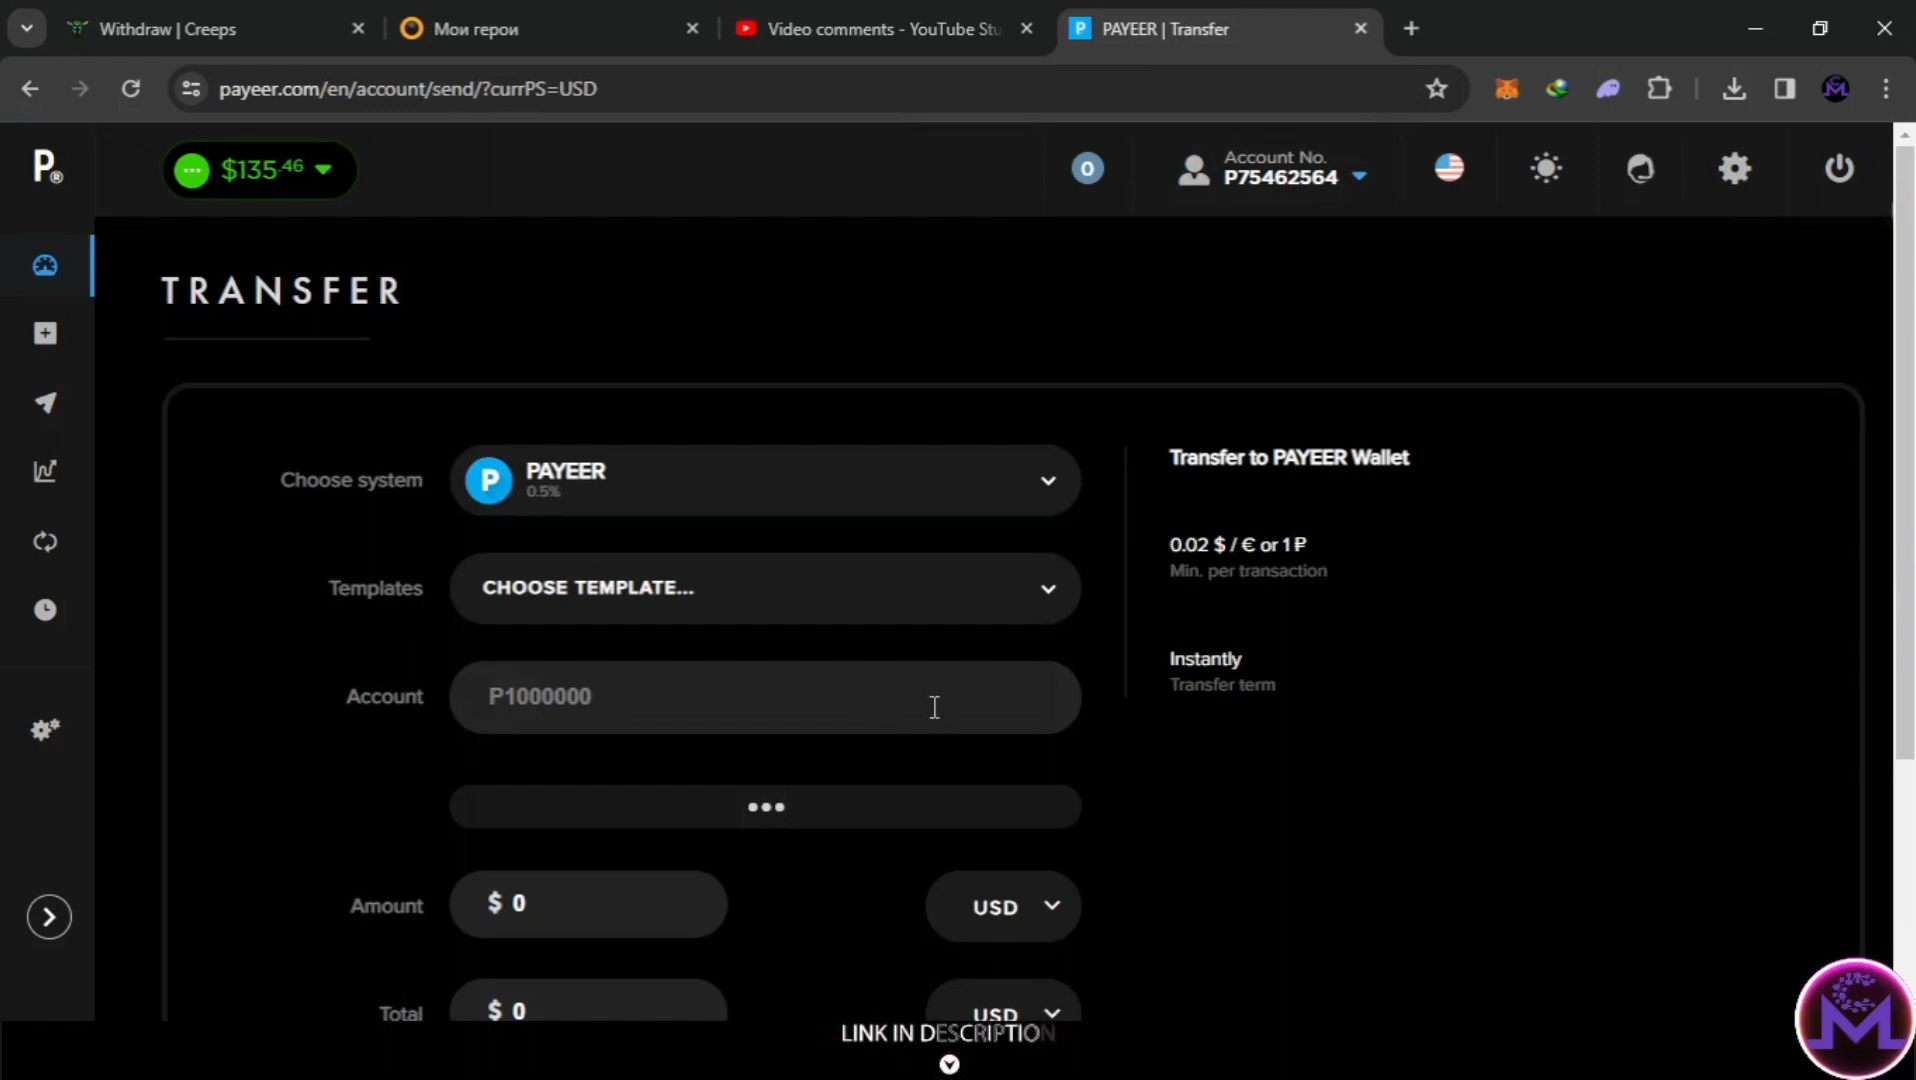 Withdraw | Creeps
Мои герои
Video comments - YouTube Stu
PAYEER | Transfer
payeer.com/en/account/send/?currPS=USD
$135.46
0
Account No.
P75462564
TRANSFER
Choose system
PAYEER
0.5%
Transfer to PAYEER Wallet
0.02 $ / € or 1 ₽
Min. per transaction
Templates
CHOOSE TEMPLATE...
Instantly
Transfer term
Account
P1000000
Amount
$ 0
USD
Total
$ 0
USD
LINK IN DESCRIPTION